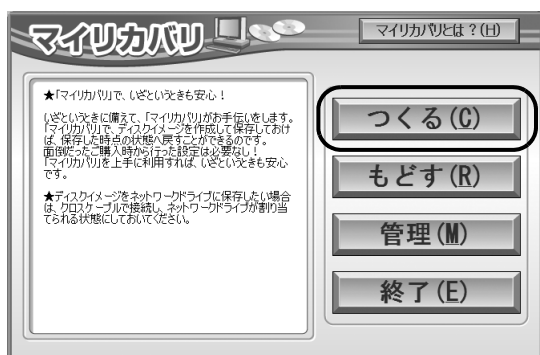 マイリカバリ
マイリカバリとは？(H)
★「マイリカバリ」で、いざというときも安心！
いざというときに備えて、「マイリカバリ」がお手伝いをします。
「マイリカバリ」で、ディスクイメージを作成して保存しておけ
ば、保存した時点の状態へ戻すことができるのです。
面倒だったご購入時から行った設定は必要なし！
「マイリカバリ」を上手に利用すれば、いざというときも安心
です。
★ディスクイメージをネットワークドライブに保存したい場合
は、クロスケーブルで接続し、ネットワークドライブが割り当
てられる状態にしておいてください。
つくる(C)
もどす(R)
管理(M)
終了(E)